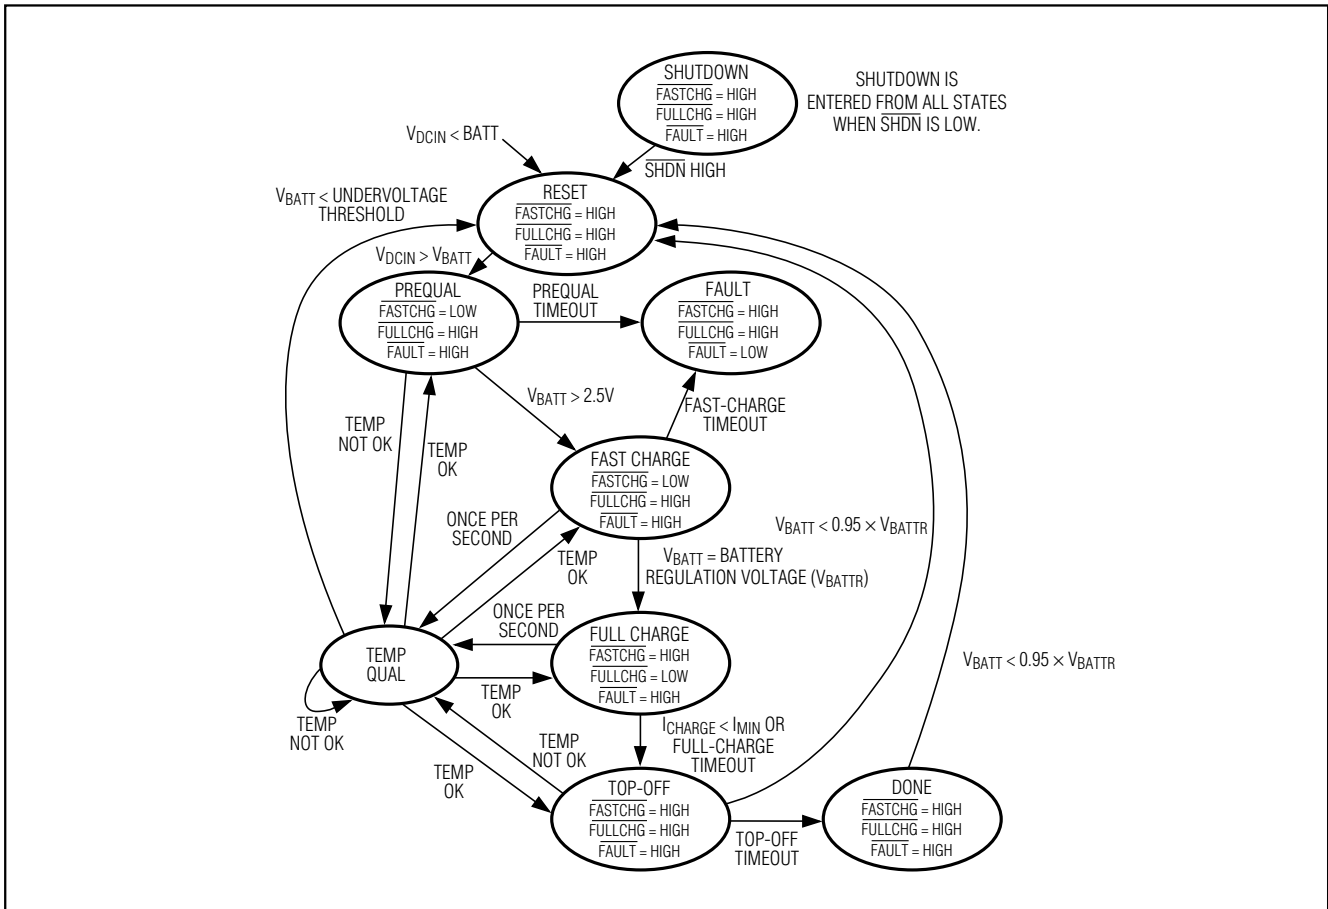 SHUTDOWN
FASTCHG = HIGH
FULLCHG = HIGH
FAULT = HIGH
SHUTDOWN IS
ENTERED FROM ALL STATES
WHEN SHDN IS LOW.
VDCIN < BATT
SHDN HIGH
RESET
FASTCHG = HIGH
FULLCHG = HIGH
FAULT = HIGH
VBATT < UNDERVOLTAGE
THRESHOLD
VDCIN > VBATT
PREQUAL
FASTCHG = LOW
FULLCHG = HIGH
FAULT = HIGH
PREQUAL
TIMEOUT
FAULT
FASTCHG = HIGH
FULLCHG = HIGH
FAULT = LOW
VBATT > 2.5V
FAST-CHARGE
TIMEOUT
TEMP
NOT OK
TEMP
OK
FAST CHARGE
FASTCHG = LOW
FULLCHG = HIGH
FAULT = HIGH
ONCE PER
SECOND
TEMP
OK
VBATT = BATTERY
REGULATION VOLTAGE (VBATTR)
VBATT < 0.95 × VBATTR
ONCE PER
SECOND
FULL CHARGE
FASTCHG = HIGH
FULLCHG = LOW
FAULT = HIGH
TEMP
QUAL
TEMP
OK
VBATT < 0.95 × VBATTR
TEMP
NOT OK
TEMP
NOT OK
ICHARGE < IMIN OR
FULL-CHARGE
TIMEOUT
TEMP
OK
TOP-OFF
FASTCHG = HIGH
FULLCHG = HIGH
FAULT = HIGH
TOP-OFF
TIMEOUT
DONE
FASTCHG = HIGH
FULLCHG = HIGH
FAULT = HIGH